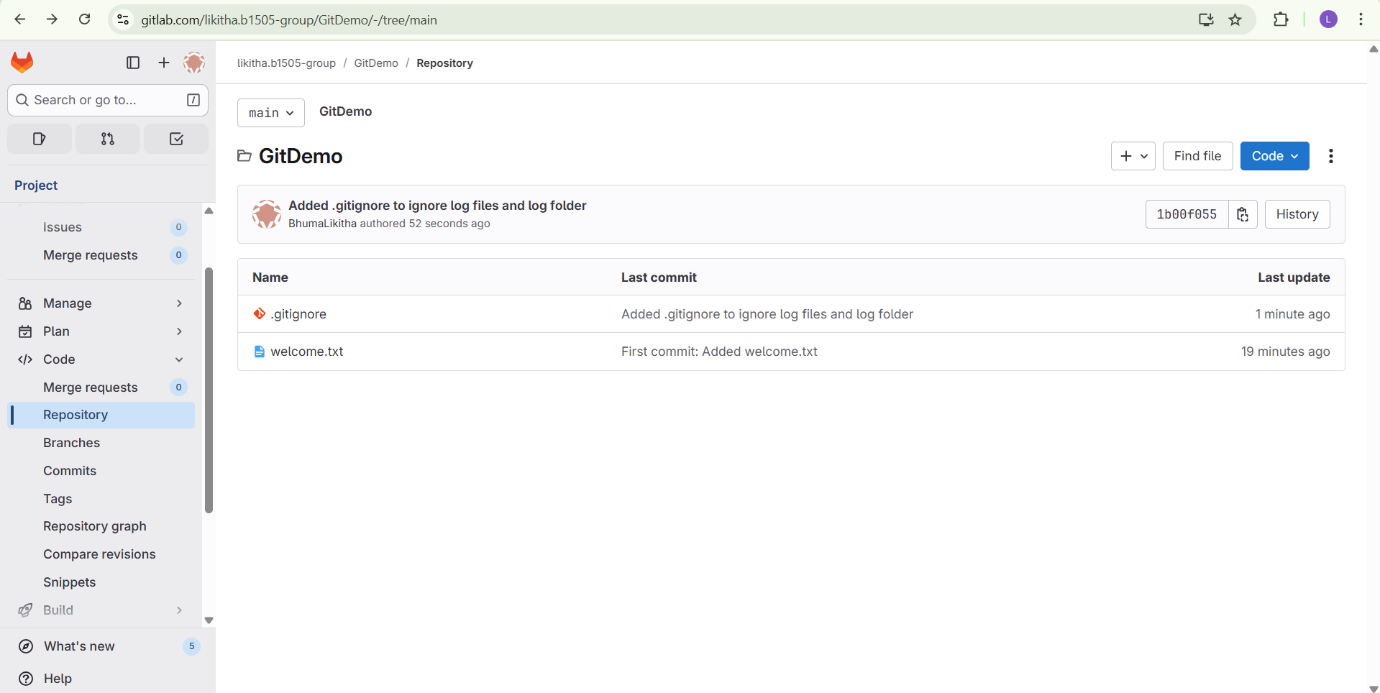 gitlab.com/likitha.b1505-group/GitDemo/-/tree/main
L
Search or go to... /
Project
Issues 0
Merge requests 0
Manage
Plan
Code
Merge requests 0
Repository
Branches
Commits
Tags
Repository graph
Compare revisions
Snippets
Build
What's new 5
Help
likitha.b1505-group / GitDemo / Repository
main GitDemo
GitDemo
Find file Code
Added .gitignore to ignore log files and log folder
BhumaLikitha authored 52 seconds ago
1b00f055 History
Name Last commit Last update
.gitignore Added .gitignore to ignore log files and log folder 1 minute ago
welcome.txt First commit: Added welcome.txt 19 minutes ago